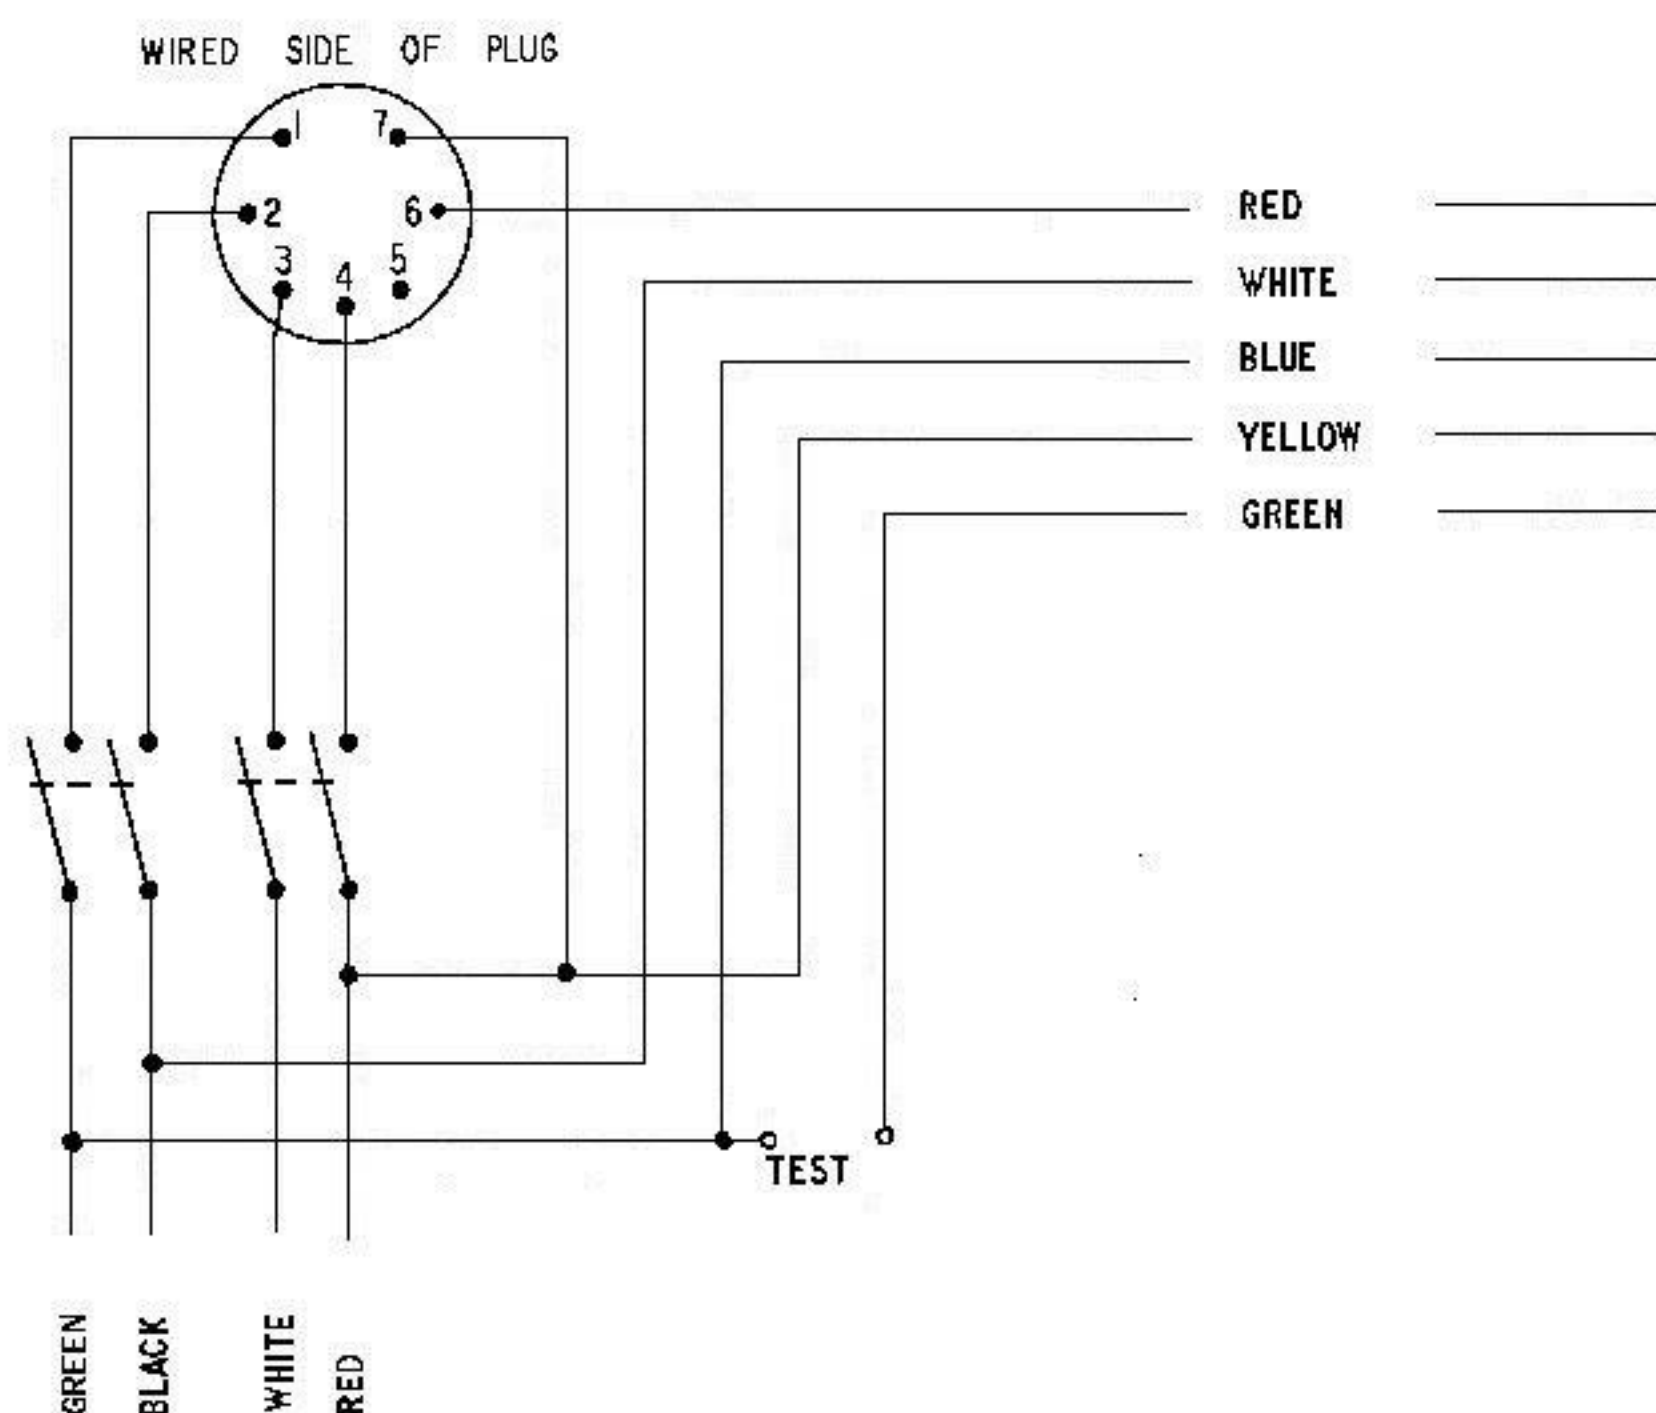 WIRED SIDE OF PLUG
1 7
2 6
3 4 5
RED
WHITE
BLUE
YELLOW
GREEN
TEST
GREEN
BLACK
WHITE
RED